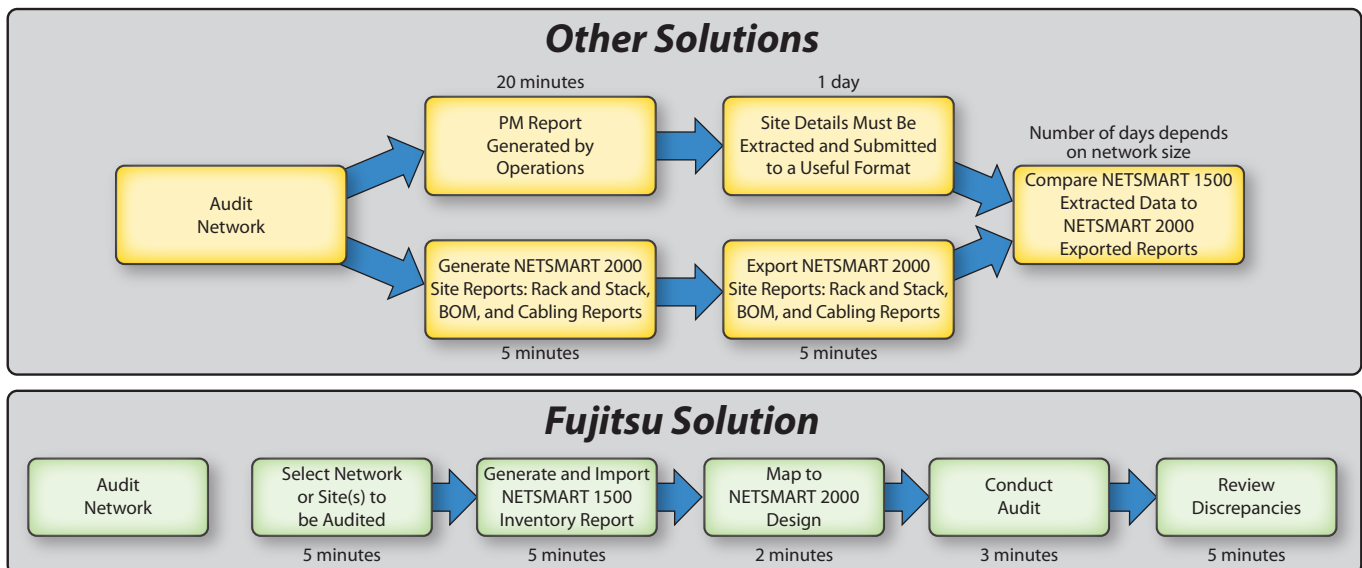 Other Solutions
20 minutes
1 day
PM Report
Generated by
Operations
Site Details Must Be
Extracted and Submitted
to a Useful Format
Number of days depends
on network size
Audit
Network
Compare NETSMART 1500
Extracted Data to
NETSMART 2000
Exported Reports
Generate NETSMART 2000
Site Reports: Rack and Stack,
BOM, and Cabling Reports
Export NETSMART 2000
Site Reports: Rack and Stack,
BOM, and Cabling Reports
5 minutes
5 minutes
Fujitsu Solution
Audit
Network
Select Network
or Site(s) to
be Audited
Generate and Import
NETSMART 1500
Inventory Report
Map to
NETSMART 2000
Design
Conduct
Audit
Review
Discrepancies
5 minutes
5 minutes
2 minutes
3 minutes
5 minutes